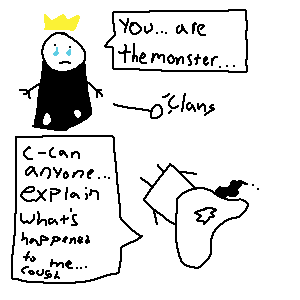 You... are
the monster...
Clans
C-Can
anyone...
explain
What's
happened
to me...
cough